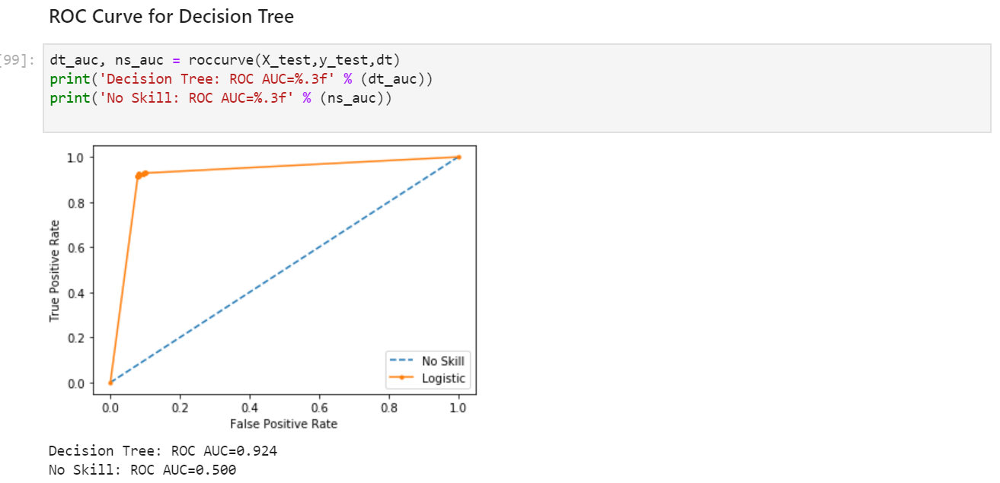 ROC Curve for Decision Tree
[99]:
dt_auc, ns_auc = roccurve(X_test,y_test,dt)
print('Decision Tree: ROC AUC=%.3f' % (dt_auc))
print('No Skill: ROC AUC=%.3f' % (ns_auc))
1.0
0.8
0.6
0.4
0.2
0.0
True Positive Rate
No Skill
Logistic
0.0 0.2 0.4 0.6 0.8 1.0
False Positive Rate
Decision Tree: ROC AUC=0.924
No Skill: ROC AUC=0.500